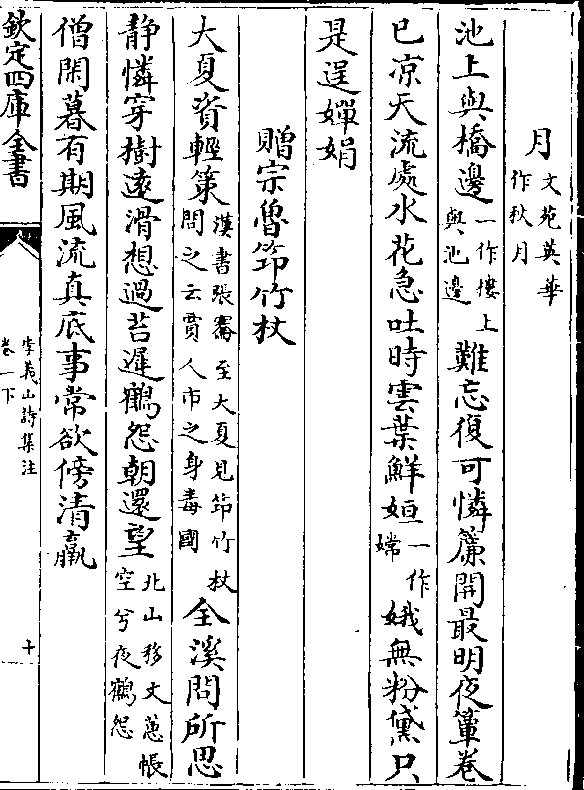 月文苑英華作秋月
池上與橋邊一作樓上與池邊難忘復可憐簾開最明夜簟卷
已凉天流處水花急吐時雲葉鮮姮一作嫦娥無粉黛只
是逞嬋娟
贈宗魯筇竹杖
大夏資輕策漢書張騫至大夏見筇竹杖問之云賈人市之身毒國全溪問所思
静憐穿樹遠滑想過苔遲鶴怨朝還望北山移文蕙帳空兮夜鶴怨
僧閑暮有期風流真底事常欲傍清羸
欽定四庫全書
李義山詩集注
卷一下
十